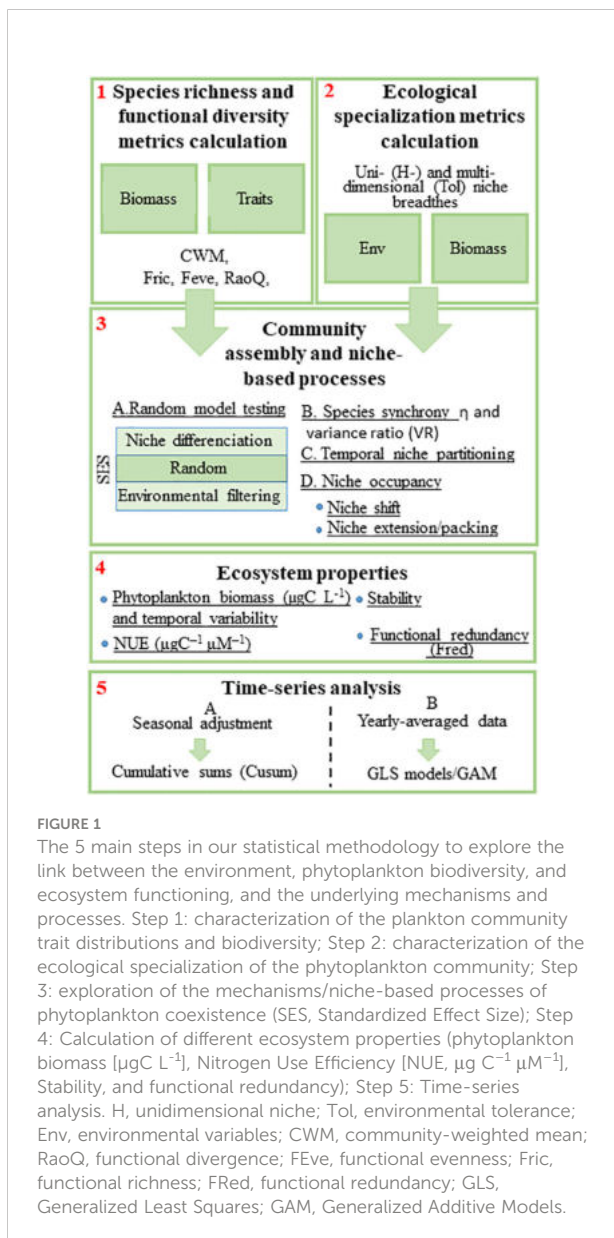 1 Species richness and
functional diversity
metrics calculation
Biomass
Traits
CWM,
Fric, Feve, RaoQ,
2 Ecological
specialization metrics
calculation
Uni- (H-) and multi-
dimensional (Tol) niche
breadthes
Env
Biomass
3 Community
assembly and niche-
based processes
A.Random model testing
SES
Niche differenciation
Random
Environmental filtering
B. Species synchrony η and
variance ratio (VR)
C. Temporal niche partitioning
D. Niche occupancy
• Niche shift
• Niche extension/packing
4 Ecosystem properties
• Phytoplankton biomass (µgC L⁻¹)
and temporal variability
• NUE (µgC⁻¹ µM⁻¹)
• Stability
• Functional redundancy
(Fred)
5 Time-series analysis
A
Seasonal adjustment
Cumulative sums (Cusum)
B
Yearly-averaged data
GLS models/GAM
FIGURE 1
The 5 main steps in our statistical methodology to explore the
link between the environment, phytoplankton biodiversity, and
ecosystem functioning, and the underlying mechanisms and
processes. Step 1: characterization of the plankton community
trait distributions and biodiversity; Step 2: characterization of the
ecological specialization of the phytoplankton community; Step
3: exploration of the mechanisms/niche-based processes of
phytoplankton coexistence (SES, Standardized Effect Size); Step
4: Calculation of different ecosystem properties (phytoplankton
biomass [µgC L⁻¹], Nitrogen Use Efficiency [NUE, µg C⁻¹ µM⁻¹],
Stability, and functional redundancy); Step 5: Time-series
analysis. H, unidimensional niche; Tol, environmental tolerance;
Env, environmental variables; CWM, community-weighted mean;
RaoQ, functional divergence; FEve, functional evenness; Fric,
functional richness; FRed, functional redundancy; GLS,
Generalized Least Squares; GAM, Generalized Additive Models.